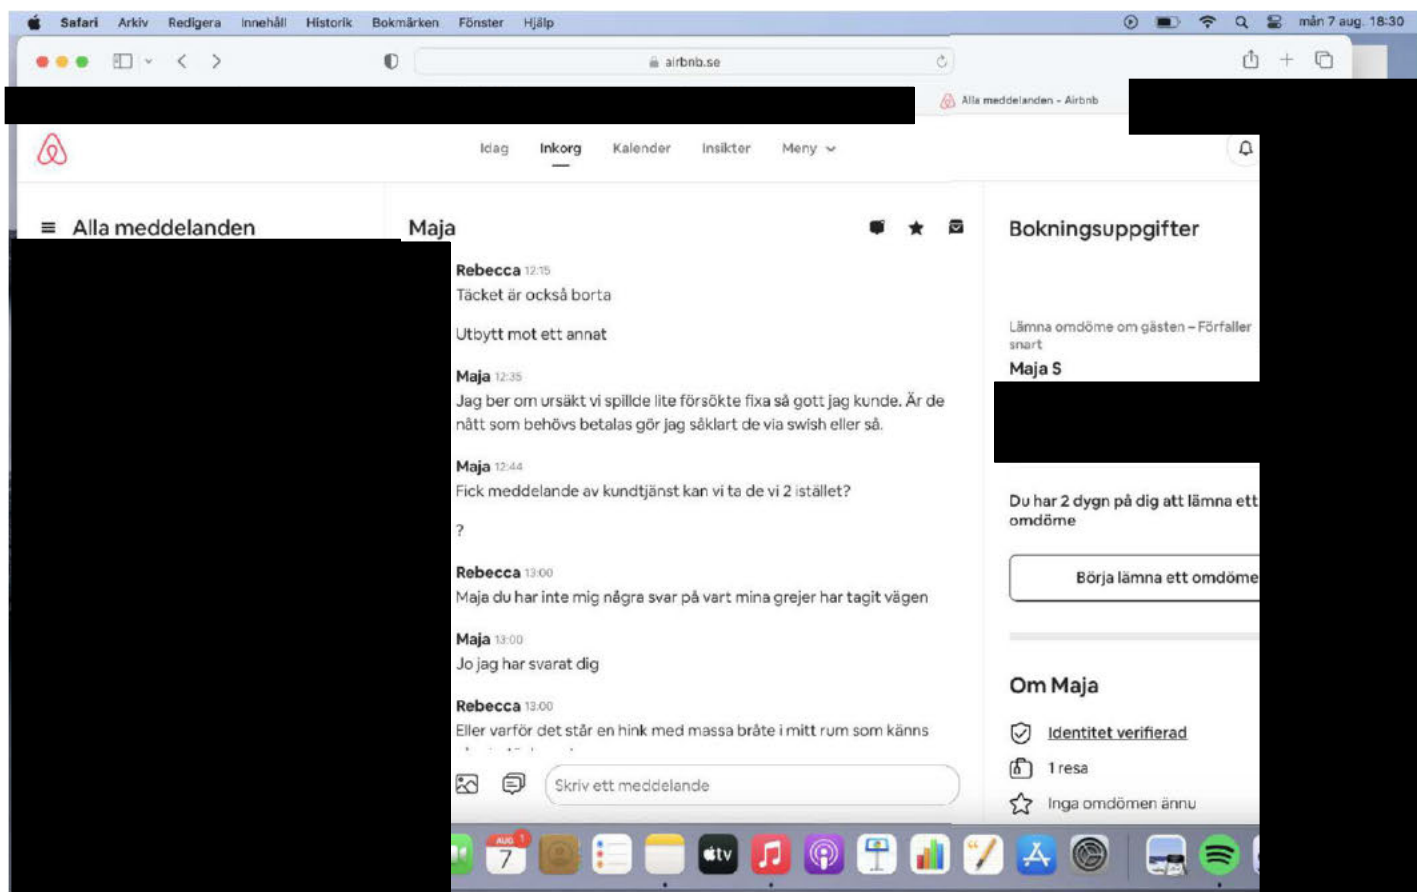 Safari Arkiv Redigera Innehåll Historik Bokmärken Fönster Hjälp mån 7 aug. 18:30
airbnb.se
Alla meddelanden - Airbnb
Idag Inkorg Kalender Insikter Meny
Alla meddelanden
Maja
Rebecca 12:15
Täcket är också borta
Utbytt mot ett annat
Maja 12:35
Jag ber om ursäkt vi spillde lite försökte fixa så gott jag kunde. Är de
nått som behövs betalas gör jag såklart de via swish eller så.
Maja 12:44
Fick meddelande av kundtjänst kan vi ta de vi 2 istället?
?
Rebecca 13:00
Maja du har inte mig några svar på vart mina grejer har tagit vägen
Maja 13:00
Jo jag har svarat dig
Rebecca 13:00
Eller varför det står en hink med massa bråte i mitt rum som känns
Skriv ett meddelande
Bokningsuppgifter
Lämna omdöme om gästen – Förfaller
snart
Maja S
Du har 2 dygn på dig att lämna ett
omdöme
Börja lämna ett omdöme
Om Maja
Identitet verifierad
1 resa
Inga omdömen ännu
AUG 1
7
tv